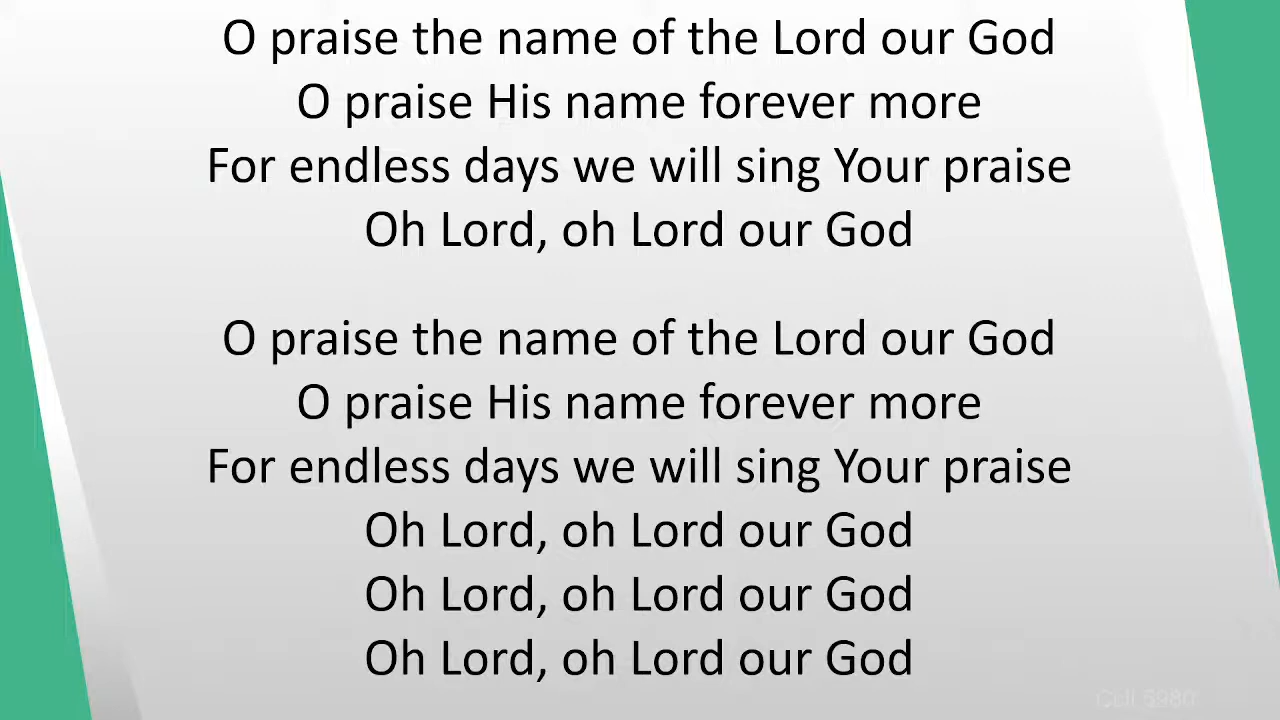 O praise the name of the Lord our God
O praise His name forever more
For endless days we will sing Your praise
Oh Lord, oh Lord our God
O praise the name of the Lord our God
O praise His name forever more
For endless days we will sing Your praise
Oh Lord, oh Lord our God
Oh Lord, oh Lord our God
Oh Lord, oh Lord our God